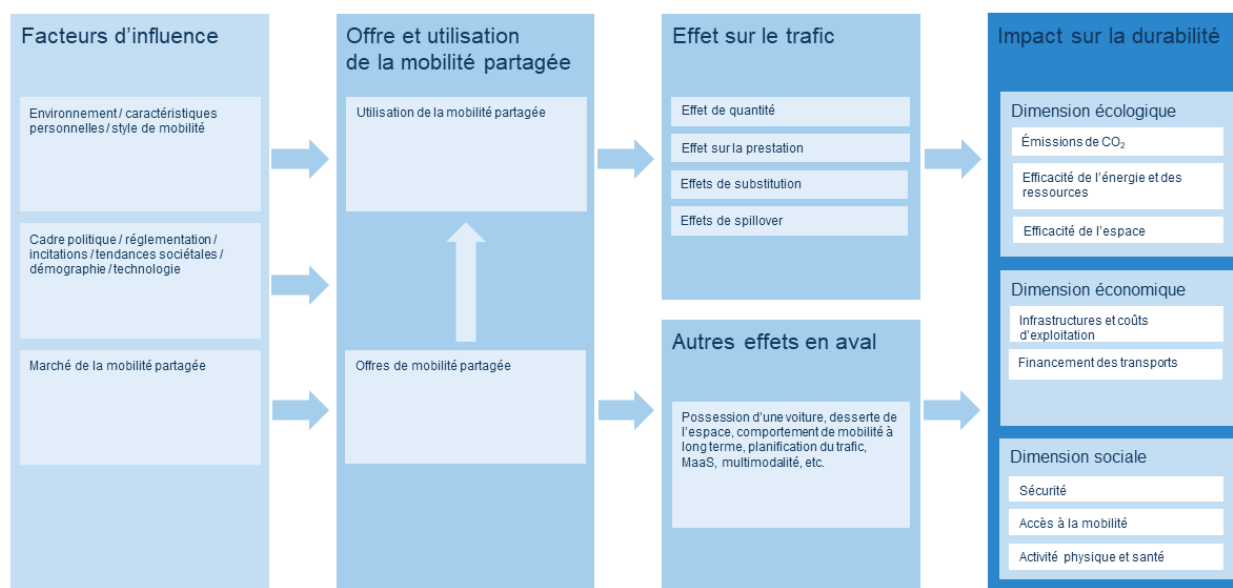 Facteurs d’influence
Environnement / caractéristiques
personnelles / style de mobilité
Cadre politique / réglementation /
incitations / tendances sociétales /
démographie / technologie
Marché de la mobilité partagée
Offre et utilisation
de la mobilité partagée
Utilisation de la mobilité partagée
Offres de mobilité partagée
Effet sur le trafic
Effet de quantité
Effet sur la prestation
Effets de substitution
Effets de spillover
Autres effets en aval
Possession d’une voiture, desserte de
l’espace, comportement de mobilité à
long terme, planification du trafic,
MaaS, multimodalité, etc.
Impact sur la durabilité
Dimension écologique
Émissions de CO₂
Efficacité de l’énergie et des
ressources
Efficacité de l’espace
Dimension économique
Infrastructures et coûts
d’exploitation
Financement des transports
Dimension sociale
Sécurité
Accès à la mobilité
Activité physique et santé